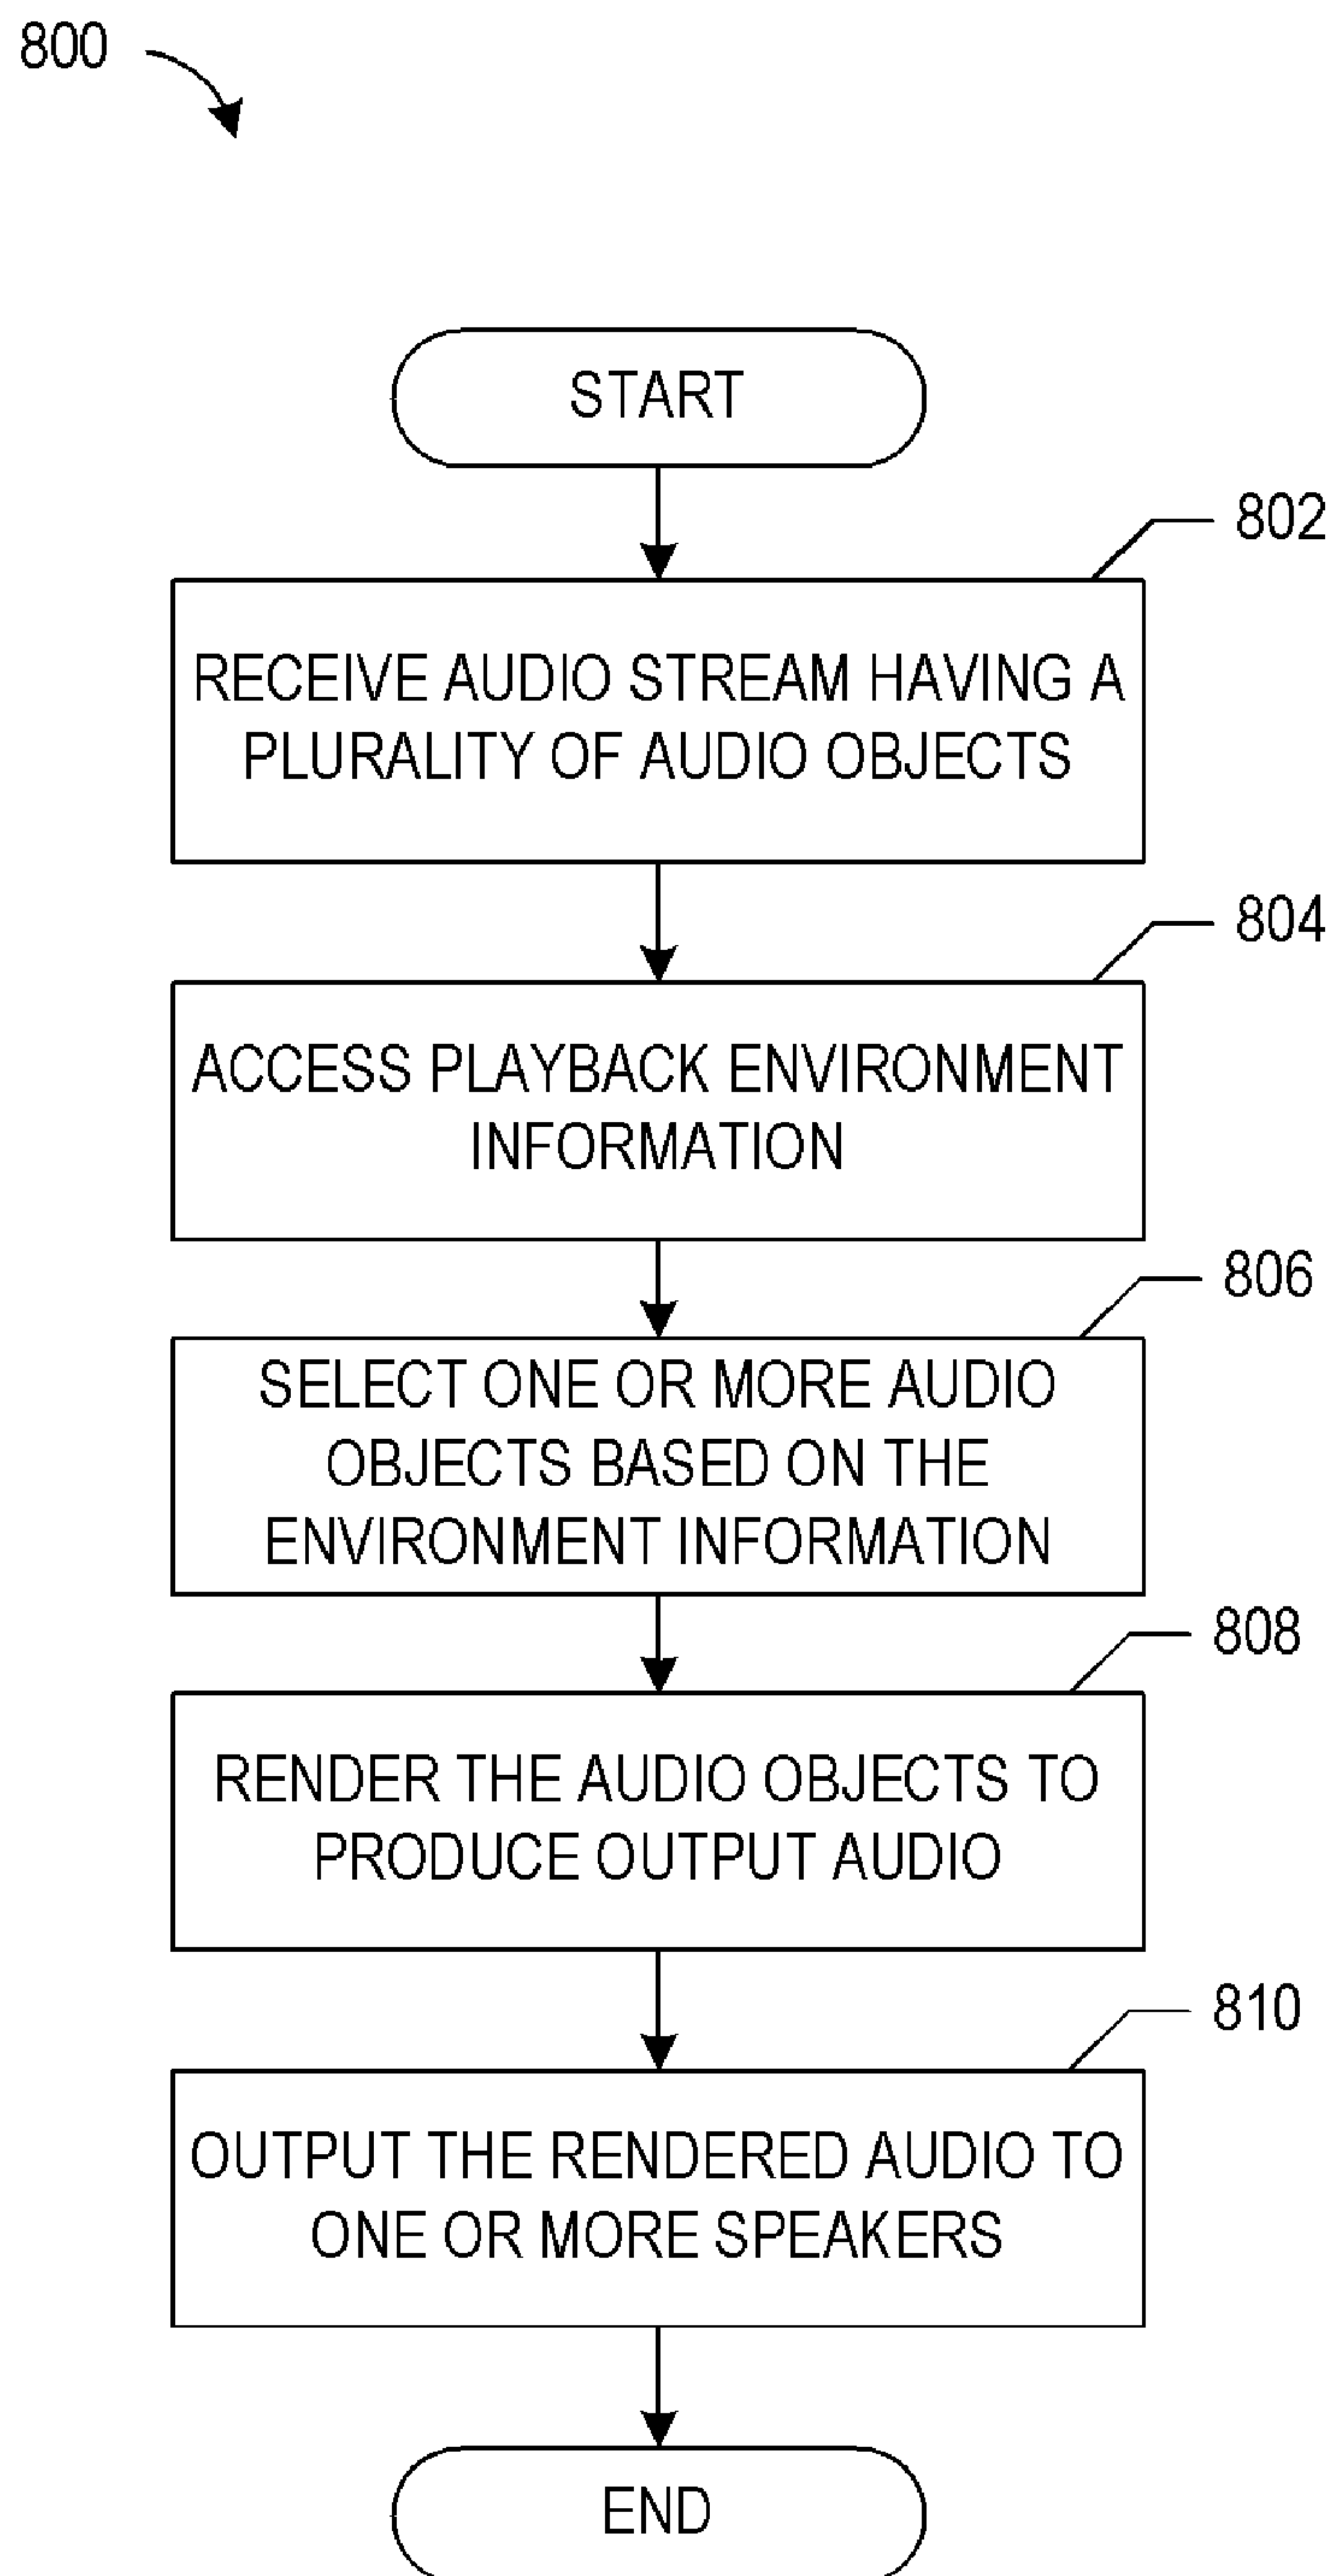 800
START
802
RECEIVE AUDIO STREAM HAVING A
PLURALITY OF AUDIO OBJECTS
804
ACCESS PLAYBACK ENVIRONMENT
INFORMATION
806
SELECT ONE OR MORE AUDIO
OBJECTS BASED ON THE
ENVIRONMENT INFORMATION
808
RENDER THE AUDIO OBJECTS TO
PRODUCE OUTPUT AUDIO
810
OUTPUT THE RENDERED AUDIO TO
ONE OR MORE SPEAKERS
END